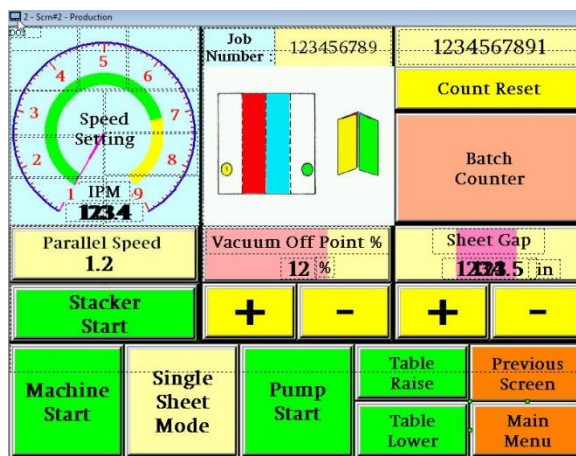 2 - Scrn#2 - Production
DO2
1
2
3
4
5
6
7
8
9
Speed
Setting
IPM
Job
Number :
123456789
1234567891
Count Reset
Batch
Counter
Parallel Speed
1.2
Vacuum Off Point %
12 %
Sheet Gap
in
Stacker
Start
+
-
+
-
Machine
Start
Single
Sheet
Mode
Pump
Start
Table
Raise
Table
Lower
Previous
Screen
Main
Menu